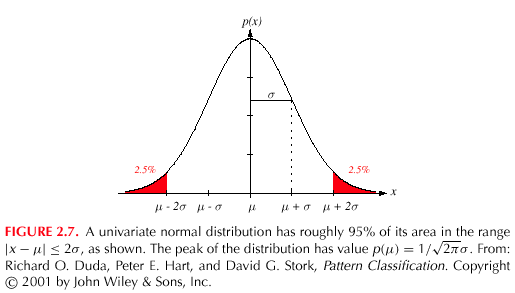 p(x)
σ
2.5%
2.5%
x
μ - 2σ
μ - σ
μ
μ + σ
μ + 2σ
FIGURE 2.7. A univariate normal distribution has roughly 95% of its area in the range
|x − μ| ≤ 2σ, as shown. The peak of the distribution has value p(μ) = 1/√2πσ. From:
Richard O. Duda, Peter E. Hart, and David G. Stork, Pattern Classification. Copyright
© 2001 by John Wiley & Sons, Inc.